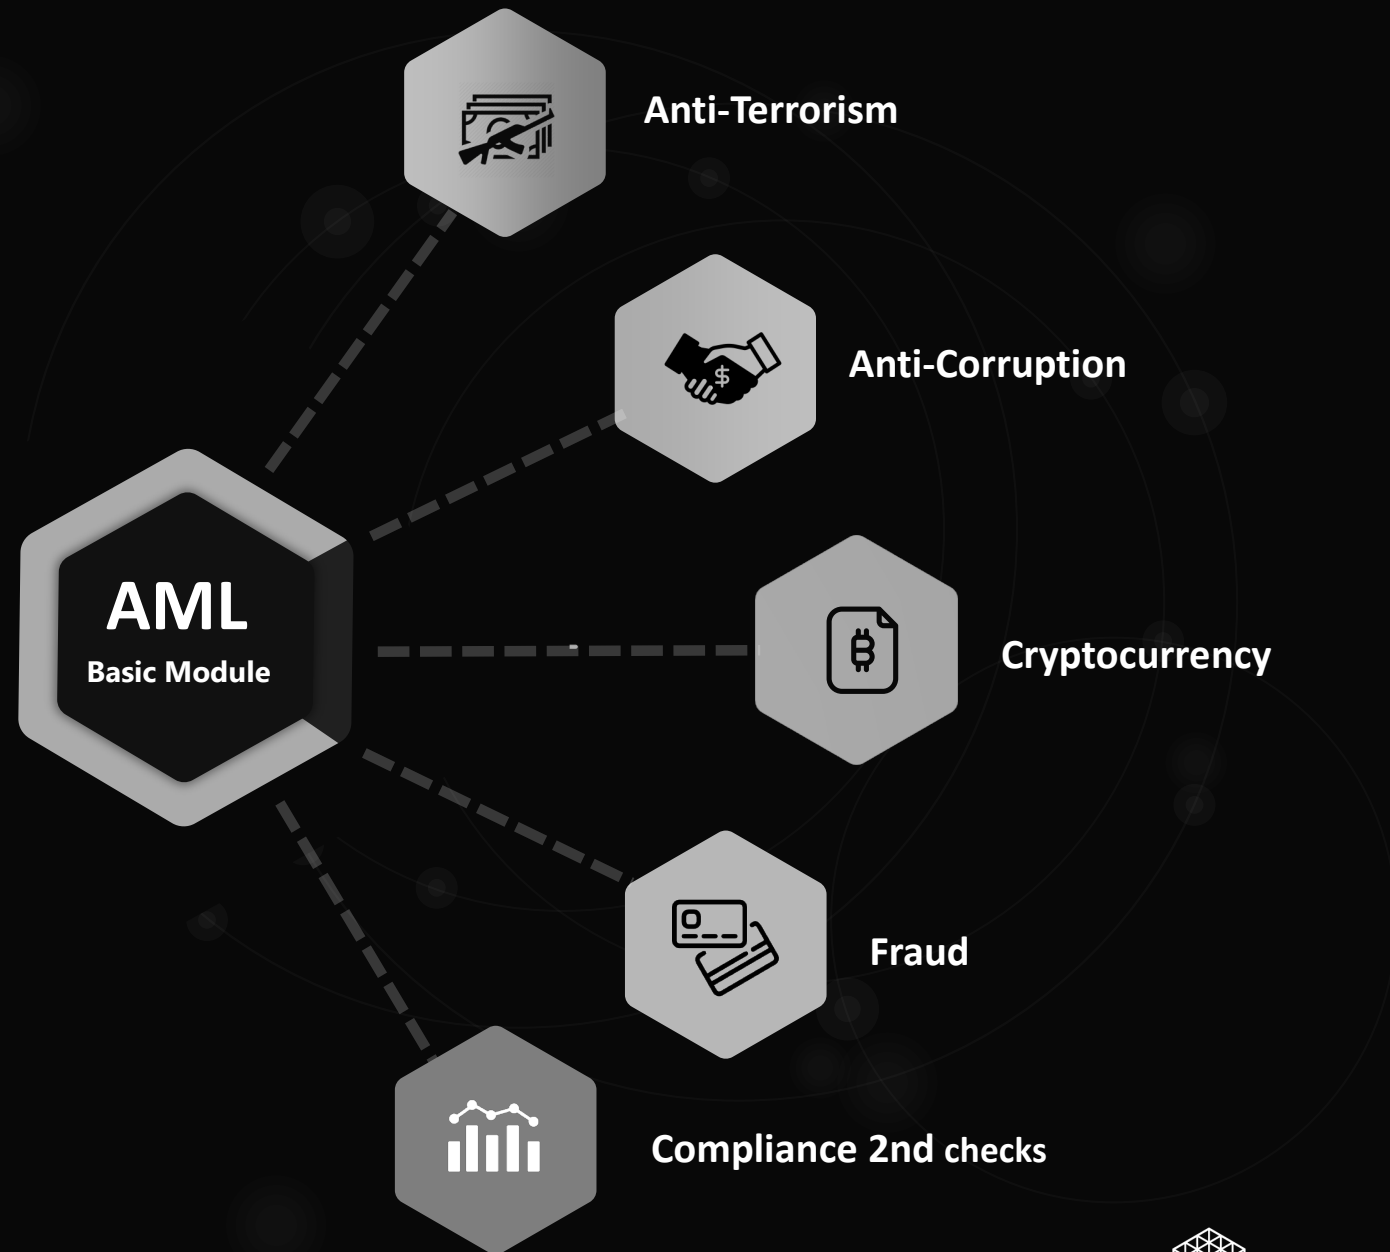 Anti-Terrorism
Anti-Corruption
AML
Basic Module
Cryptocurrency
Fraud
Compliance 2nd checks